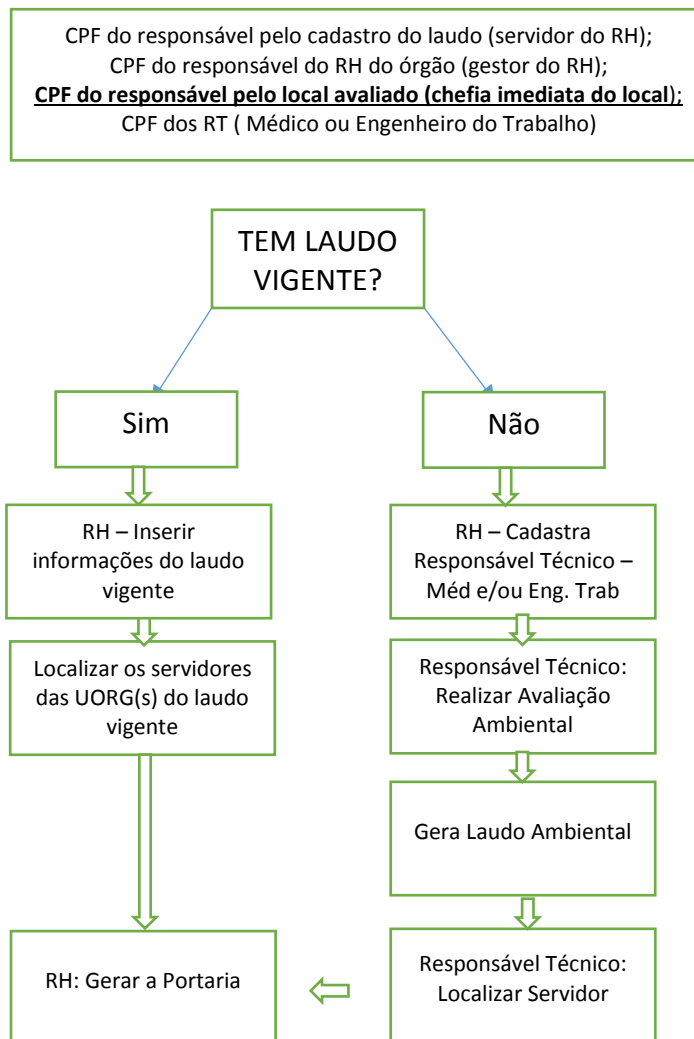 CPF do responsável pelo cadastro do laudo (servidor do RH);
CPF do responsável do RH do órgão (gestor do RH);
CPF do responsável pelo local avaliado (chefia imediata do local);
CPF dos RT ( Médico ou Engenheiro do Trabalho)
TEM LAUDO
VIGENTE?
Sim
Não
RH – Inserir
informações do laudo
vigente
RH – Cadastra
Responsável Técnico –
Méd e/ou Eng. Trab
Localizar os servidores
das UORG(s) do laudo
vigente
Responsável Técnico:
Realizar Avaliação
Ambiental
Gera Laudo Ambiental
RH: Gerar a Portaria
Responsável Técnico:
Localizar Servidor